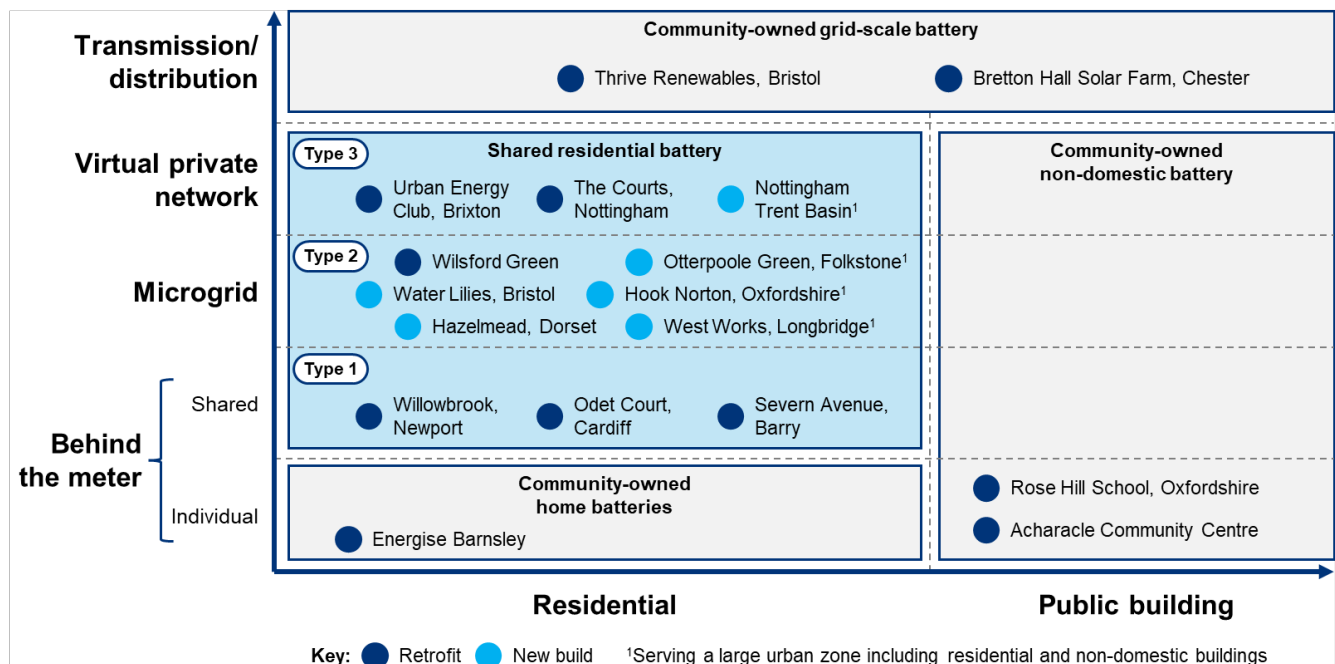 Transmission/
distribution
Community-owned grid-scale battery
Thrive Renewables, Bristol
Bretton Hall Solar Farm, Chester
Virtual private
network
Type 3
Shared residential battery
Urban Energy
Club, Brixton
The Courts,
Nottingham
Nottingham
Trent Basin¹
Community-owned
non-domestic battery
Microgrid
Type 2
Wilsford Green
Otterpoole Green, Folkstone¹
Water Lilies, Bristol
Hook Norton, Oxfordshire¹
Hazelmead, Dorset
West Works, Longbridge¹
Behind
the meter
Shared
Type 1
Willowbrook,
Newport
Odet Court,
Cardiff
Severn Avenue,
Barry
Individual
Community-owned
home batteries
Energise Barnsley
Rose Hill School, Oxfordshire
Acharacle Community Centre
Residential
Public building
Key: Retrofit New build ¹Serving a large urban zone including residential and non-domestic buildings